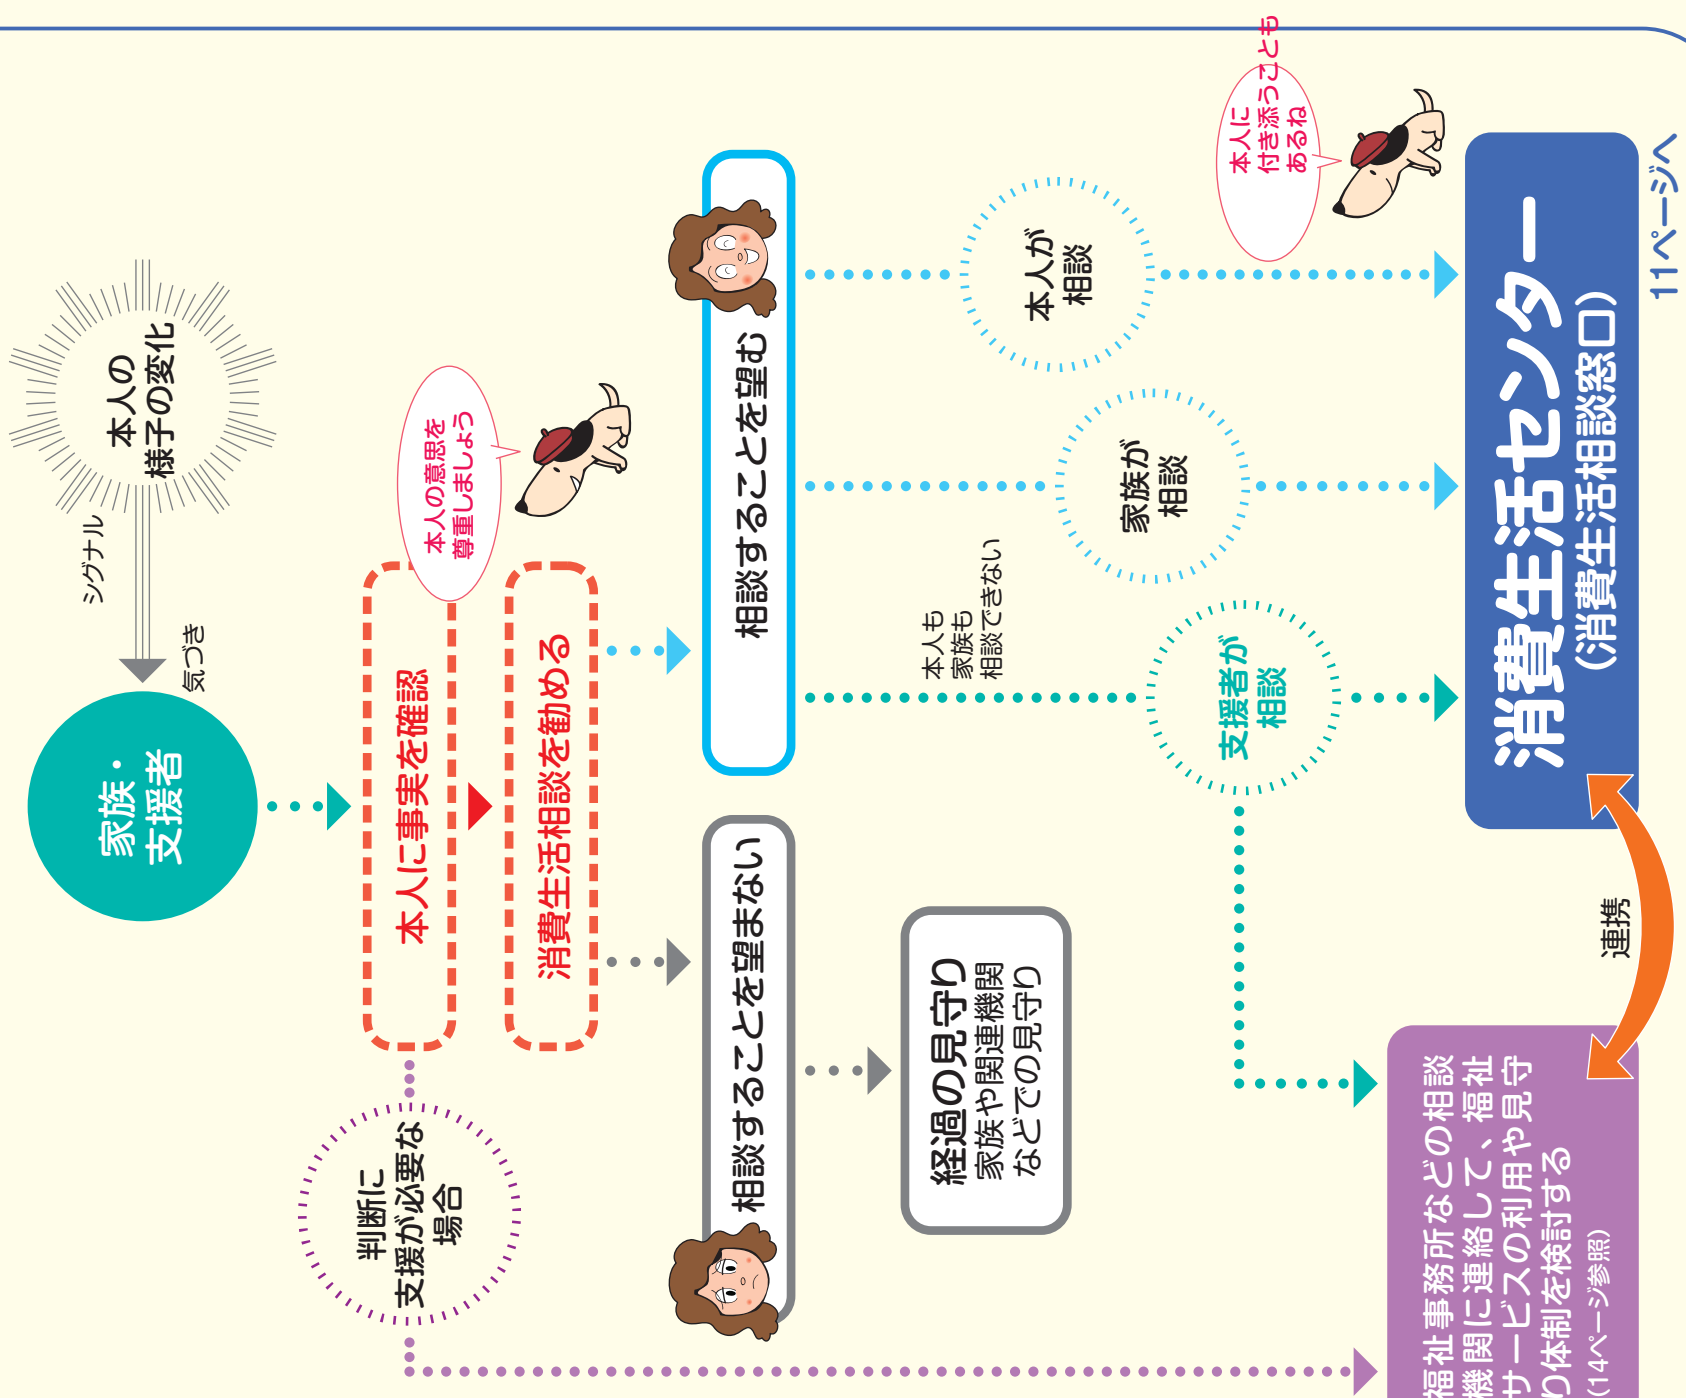 本人の
様子の変化
シグナル
気づき
家族・
支援者
本人に事実を確認
本人の意思を
尊重しましょう
消費生活相談を勧める
判断に
支援が必要な
場合
相談することを望む
相談することを望まない
経過の見守り
家族や関連機関
などでの見守り
本人も
家族も
相談できない
本人が
相談
家族が
相談
支援者が
相談
本人に
付き添うことも
あるね
消費生活センター
(消費生活相談窓口)
11ページへ
連携
福祉事務所などの相談
機関に連絡して、福祉
サービスの利用や見守
り体制を検討する
(14ページ参照)